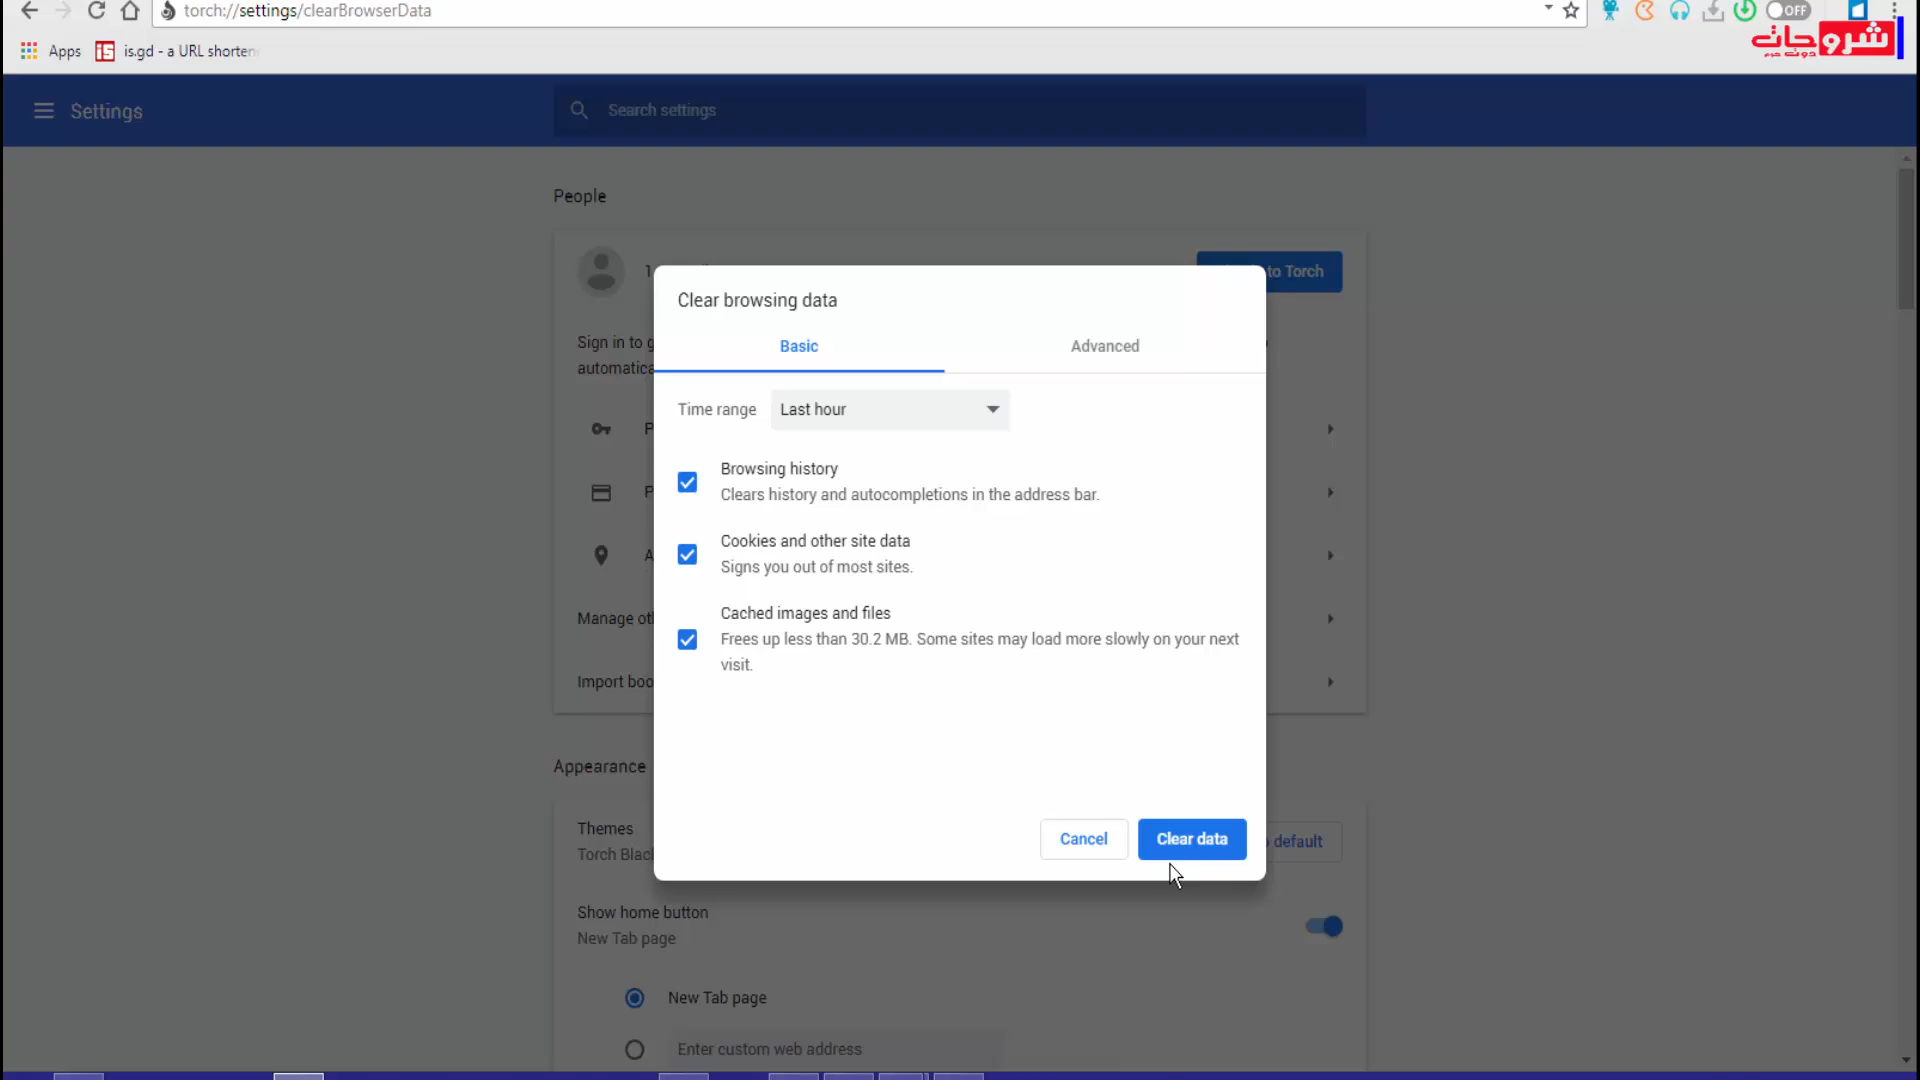 torch://settings/clearBrowserData
OFF
شروحات
دوت كوم
Apps
is
is.gd - a URL shorten
Settings
Search settings
People
to Torch
Clear browsing data
Basic
Advanced
Sign in to g
automatica
Time range
Last hour
P
Browsing history
Clears history and autocompletions in the address bar.
P
Cookies and other site data
Signs you out of most sites.
A
Cached images and files
Frees up less than 30.2 MB. Some sites may load more slowly on your next
visit.
Manage ot
Import boo
Appearance
Themes
Torch Blac
Cancel
Clear data
default
Show home button
New Tab page
New Tab page
Enter custom web address